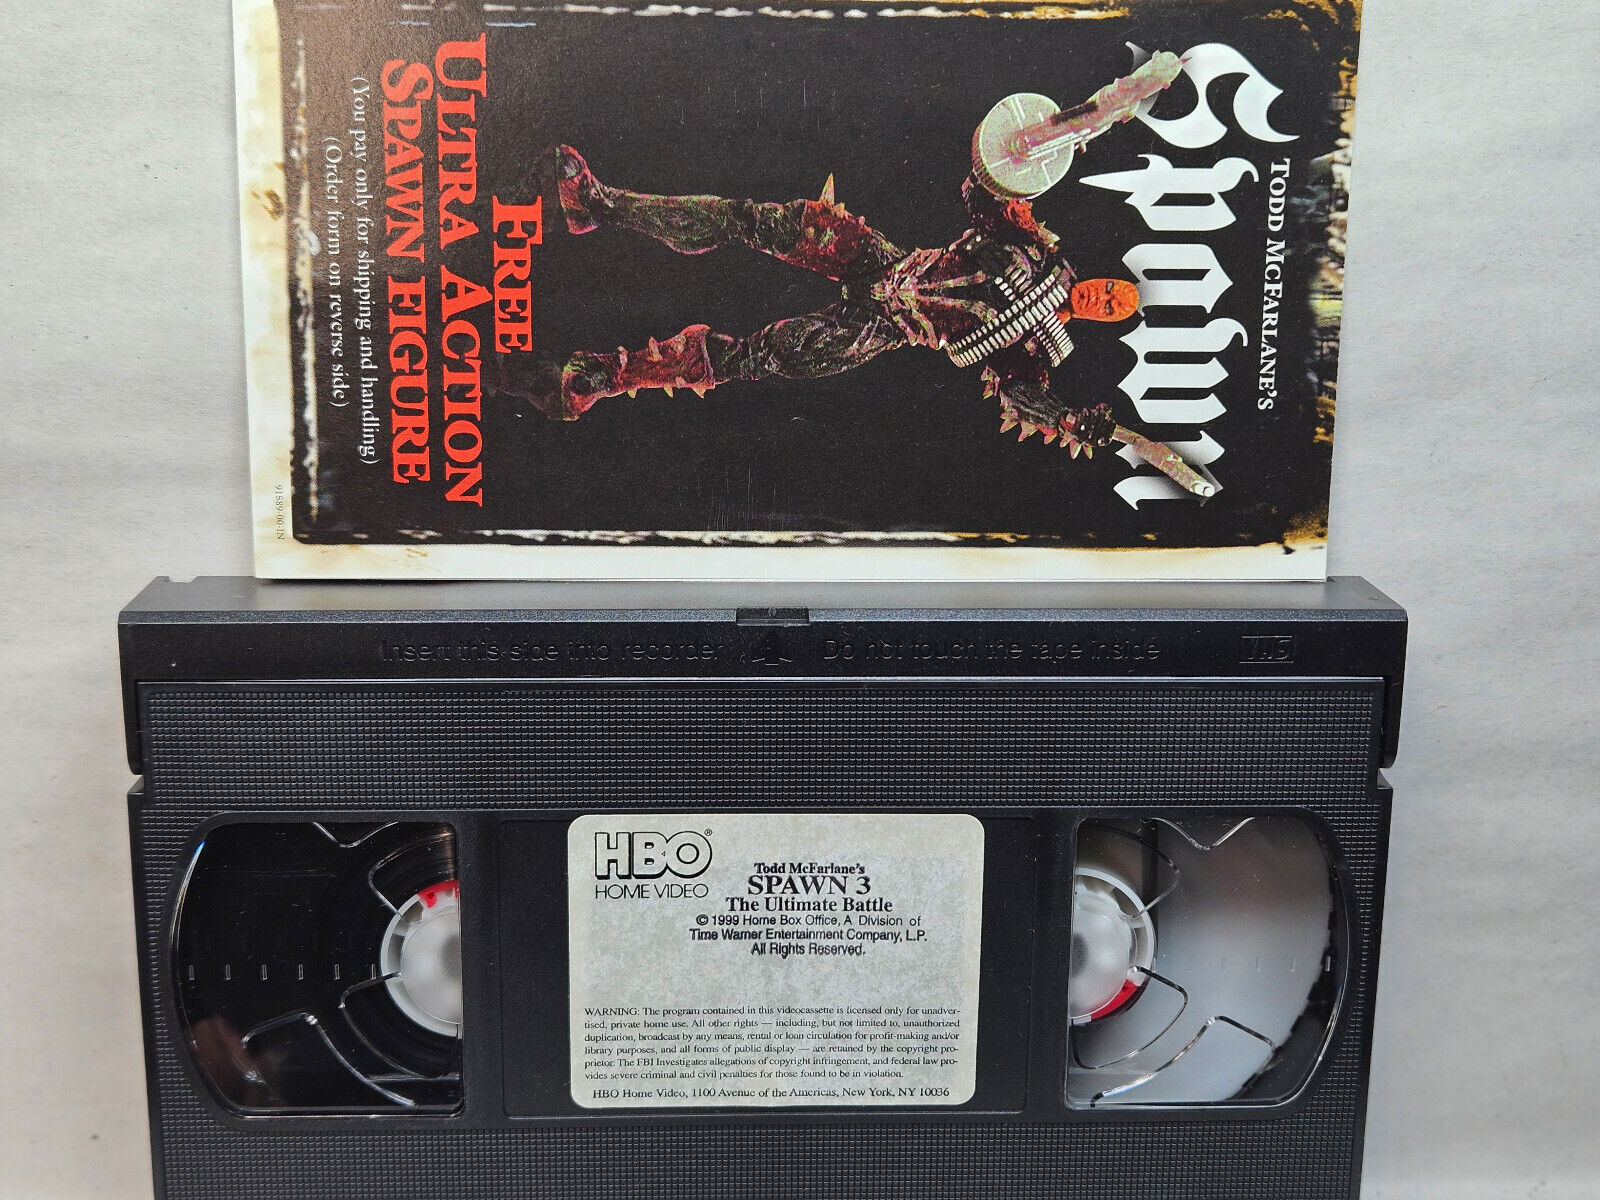 TODD MCFARLANE'S
Spawn
FREE
ULTRA ACTION
SPAWN FIGURE
(You pay only for shipping and handling)
(Order form on reverse side)
91589-00-IN
Insert this side into recorder Do not touch the tape inside VHS
HBO®
HOME VIDEO
Todd McFarlane's
SPAWN 3
The Ultimate Battle
© 1999 Home Box Office, A Division of
Time Warner Entertainment Company, L.P.
All Rights Reserved.
WARNING: The program contained in this videocassette is licensed only for unadver-
tised, private home use. All other rights — including, but not limited to, unauthorized
duplication, broadcast by any means, rental or loan circulation for profit-making and/or
library purposes, and all forms of public display — are retained by the copyright pro-
prietor. The FBI Investigates allegations of copyright infringement, and federal law pro-
vides severe criminal and civil penalties for those found to be in violation.
HBO Home Video, 1100 Avenue of the Americas, New York, NY 10036